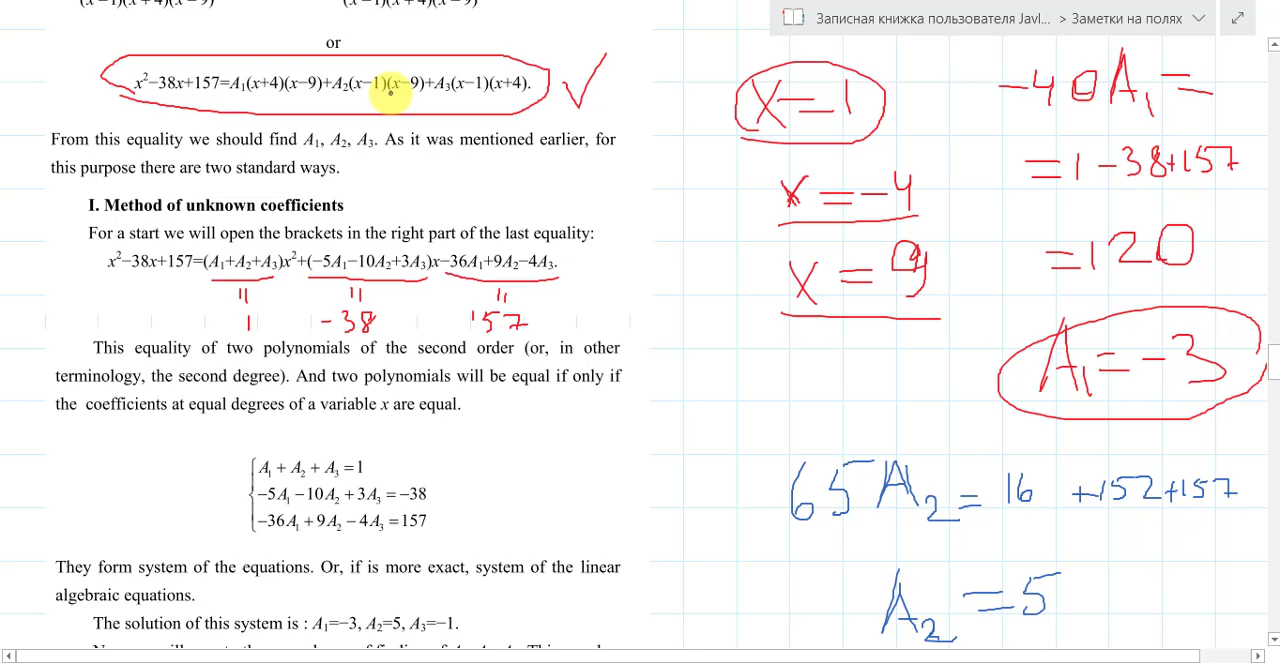 or
x²−38x+157=A₁(x+4)(x−9)+A₂(x−1)(x−9)+A₃(x−1)(x+4).
From this equality we should find A₁, A₂, A₃. As it was mentioned earlier, for
this purpose there are two standard ways.
I. Method of unknown coefficients
For a start we will open the brackets in the right part of the last equality:
x²−38x+157=(A₁+A₂+A₃)x²+(−5A₁−10A₂+3A₃)x−36A₁+9A₂−4A₃.
1 −38 157
This equality of two polynomials of the second order (or, in other
terminology, the second degree). And two polynomials will be equal if only if
the coefficients at equal degrees of a variable x are equal.
A₁ + A₂ + A₃ = 1
−5A₁ −10A₂ + 3A₃ = −38
−36A₁ + 9A₂ − 4A₃ = 157
They form system of the equations. Or, if is more exact, system of the linear
algebraic equations.
The solution of this system is : A₁=−3, A₂=5, A₃=−1.
Записная книжка пользователя Javl... > Заметки на полях
x=1
x=−4
x=9
−40A₁=
=1−38+157
=120
A₁=−3
65A₂=16 +152+157
A₂=5